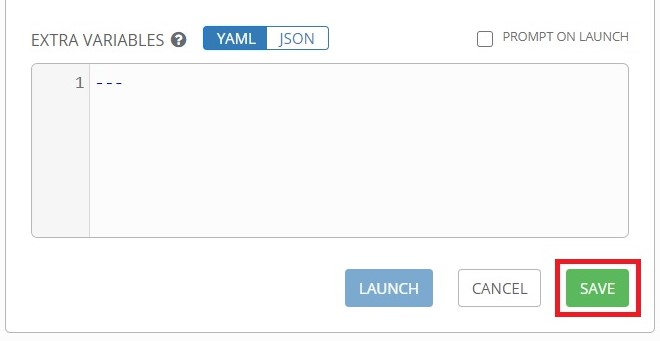 EXTRA VARIABLES ? YAML JSON PROMPT ON LAUNCH
1 ---
LAUNCH CANCEL SAVE